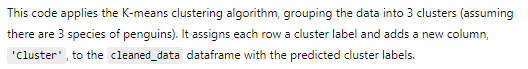 This code applies the K-means clustering algorithm, grouping the data into 3 clusters (assuming
there are 3 species of penguins). It assigns each row a cluster label and adds a new column,
'Cluster', to the cleaned_data dataframe with the predicted cluster labels.